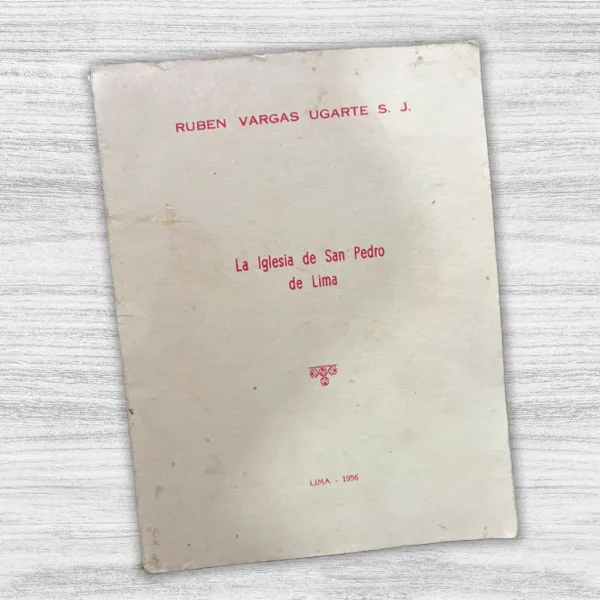 RUBEN VARGAS UGARTE S. J.
La Iglesia de San Pedro
de Lima
LIMA - 1956